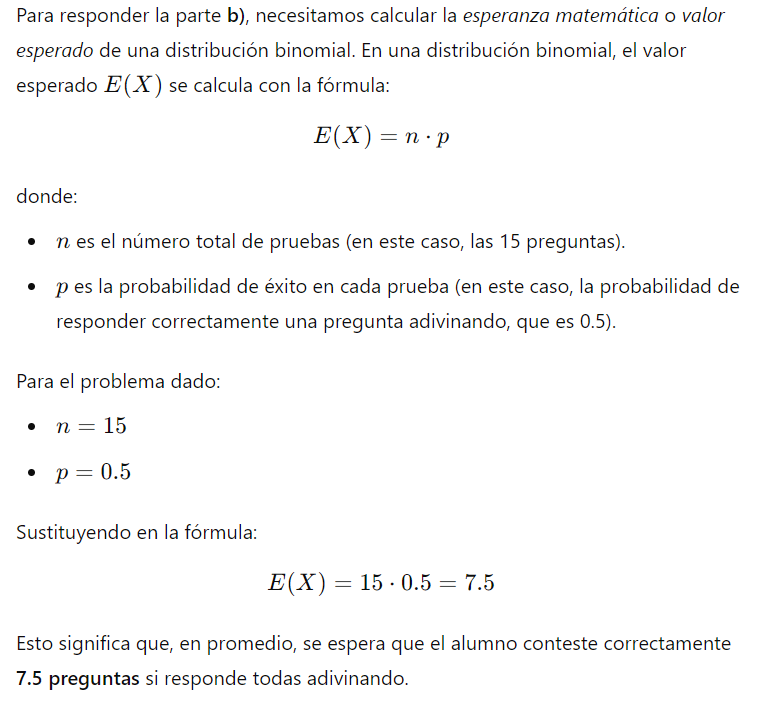 Para responder la parte b), necesitamos calcular la esperanza matemática o valor
esperado de una distribución binomial. En una distribución binomial, el valor
esperado E(X) se calcula con la fórmula:
E(X) = n · p
donde:
• n es el número total de pruebas (en este caso, las 15 preguntas).
• p es la probabilidad de éxito en cada prueba (en este caso, la probabilidad de
responder correctamente una pregunta adivinando, que es 0.5).
Para el problema dado:
• n = 15
• p = 0.5
Sustituyendo en la fórmula:
E(X) = 15 · 0.5 = 7.5
Esto significa que, en promedio, se espera que el alumno conteste correctamente
7.5 preguntas si responde todas adivinando.